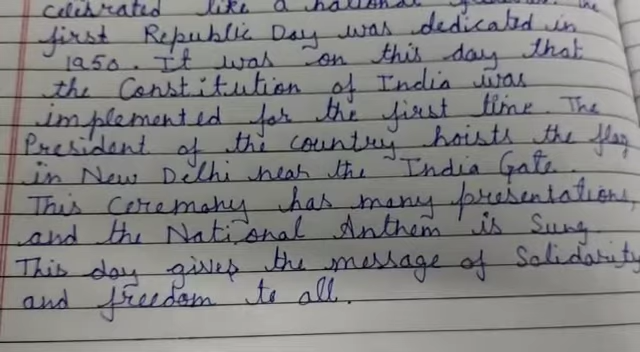 celebrated like a national The
first Republic Day was dedicated in
1950. It was on this day that
the Constitution of India was
implemented for the first time. The
President of the country hoists the flag
in New Delhi near the India Gate.
This ceremony has many presentations,
and the National Anthem is Sung.
This day gives the message of Solidarity
and freedom to all.